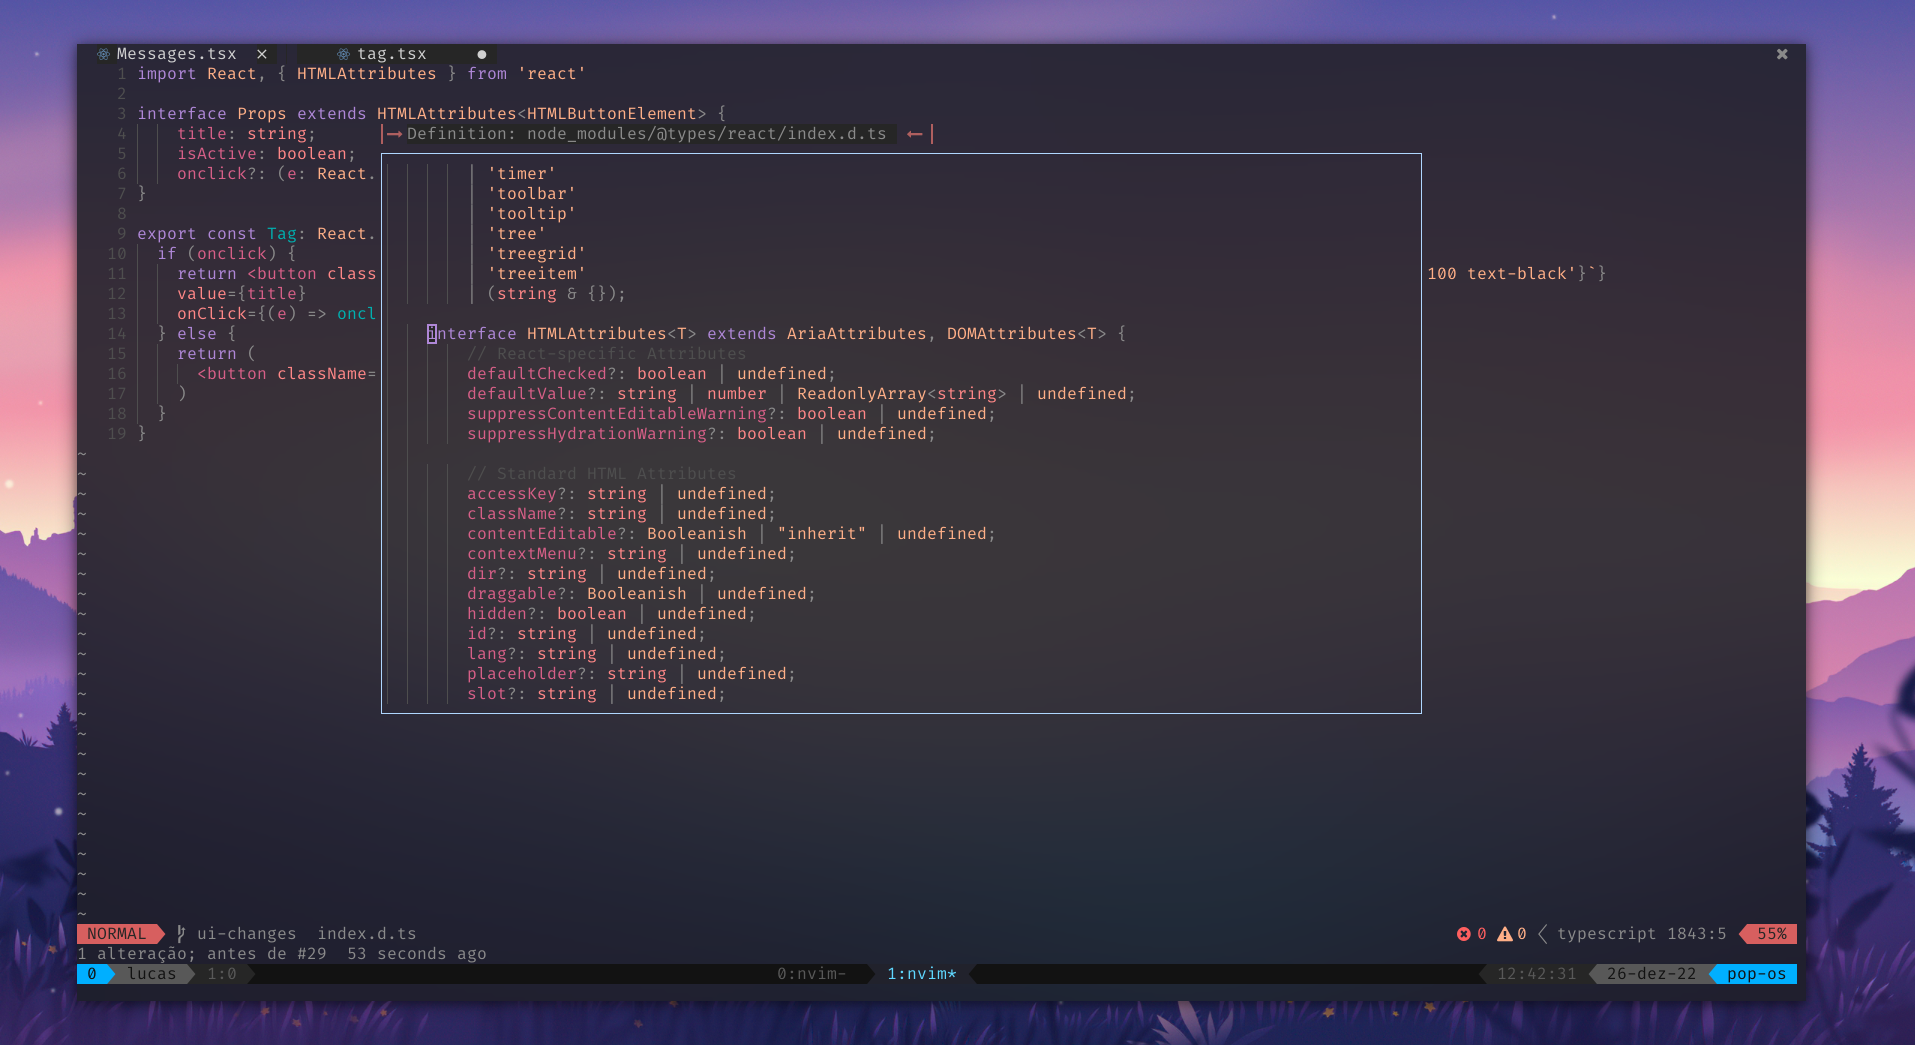 Messages.tsx ✕ tag.tsx ● ✖
1 import React, { HTMLAttributes } from 'react'
2
3 interface Props extends HTMLAttributes<HTMLButtonElement> {
4 title: string; Definition: node_modules/@types/react/index.d.ts
5 isActive: boolean;
6 onclick?: (e: React.
7 }
8
9 export const Tag: React.
10 if (onclick) {
11 return <button class 100 text-black'}`}
12 value={title}
13 onClick={(e) => oncl
14 } else {
15 return (
16 <button className=
17 )
18 }
19 }
| 'timer'
| 'toolbar'
| 'tooltip'
| 'tree'
| 'treegrid'
| 'treeitem'
| (string & {});
interface HTMLAttributes<T> extends AriaAttributes, DOMAttributes<T> {
// React-specific Attributes
defaultChecked?: boolean | undefined;
defaultValue?: string | number | ReadonlyArray<string> | undefined;
suppressContentEditableWarning?: boolean | undefined;
suppressHydrationWarning?: boolean | undefined;
// Standard HTML Attributes
accessKey?: string | undefined;
className?: string | undefined;
contentEditable?: Booleanish | "inherit" | undefined;
contextMenu?: string | undefined;
dir?: string | undefined;
draggable?: Booleanish | undefined;
hidden?: boolean | undefined;
id?: string | undefined;
lang?: string | undefined;
placeholder?: string | undefined;
slot?: string | undefined;
NORMAL ui-changes index.d.ts 0 0 typescript 1843:5 55%
1 alteração; antes de #29 53 seconds ago
0 lucas 1:0 0:nvim- 1:nvim* 12:42:31 26-dez-22 pop-os